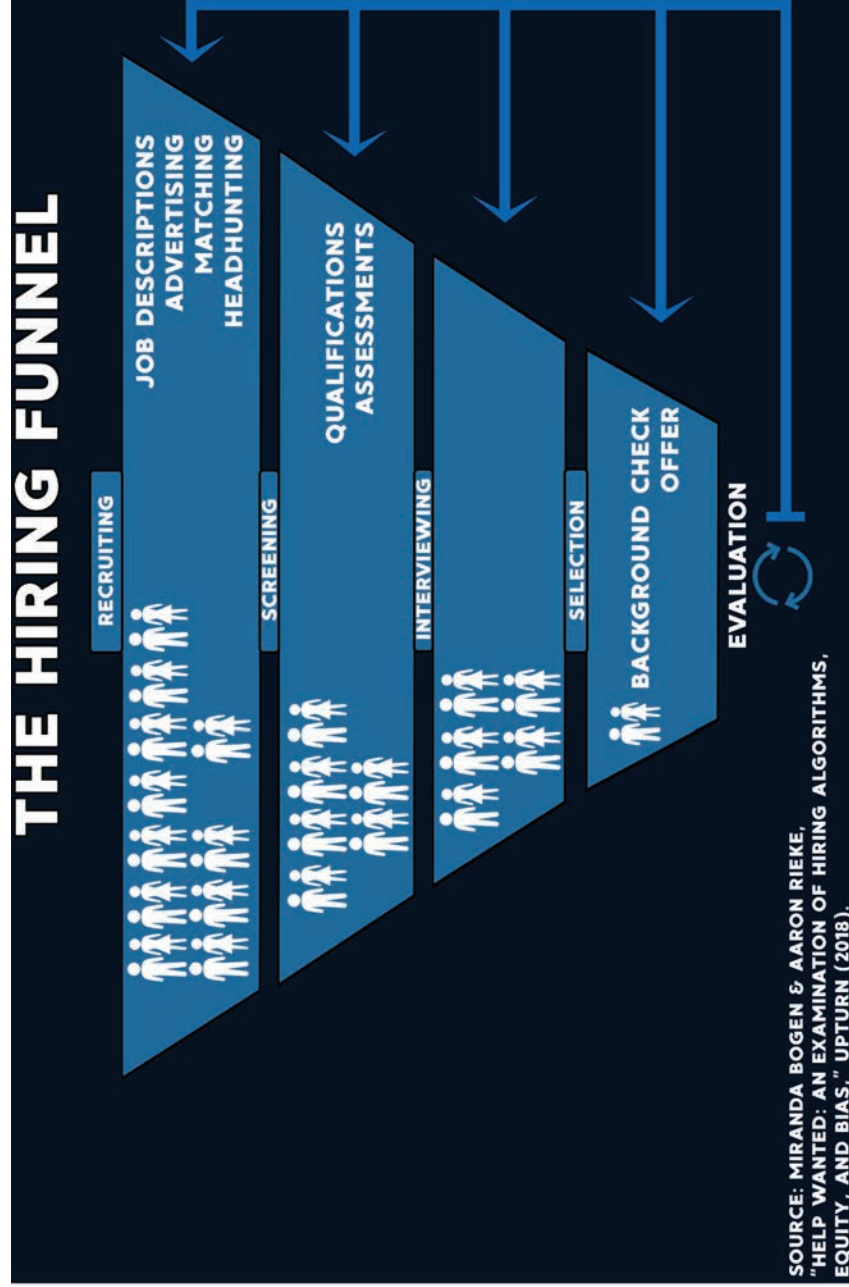 THE HIRING FUNNEL
RECRUITING
JOB DESCRIPTIONS
ADVERTISING
MATCHING
HEADHUNTING
SCREENING
QUALIFICATIONS
ASSESSMENTS
INTERVIEWING
SELECTION
BACKGROUND CHECK
OFFER
EVALUATION
SOURCE: MIRANDA BOGEN & AARON RIEKE,
"HELP WANTED: AN EXAMINATION OF HIRING ALGORITHMS,
EQUITY, AND BIAS," UPTURN (2018).